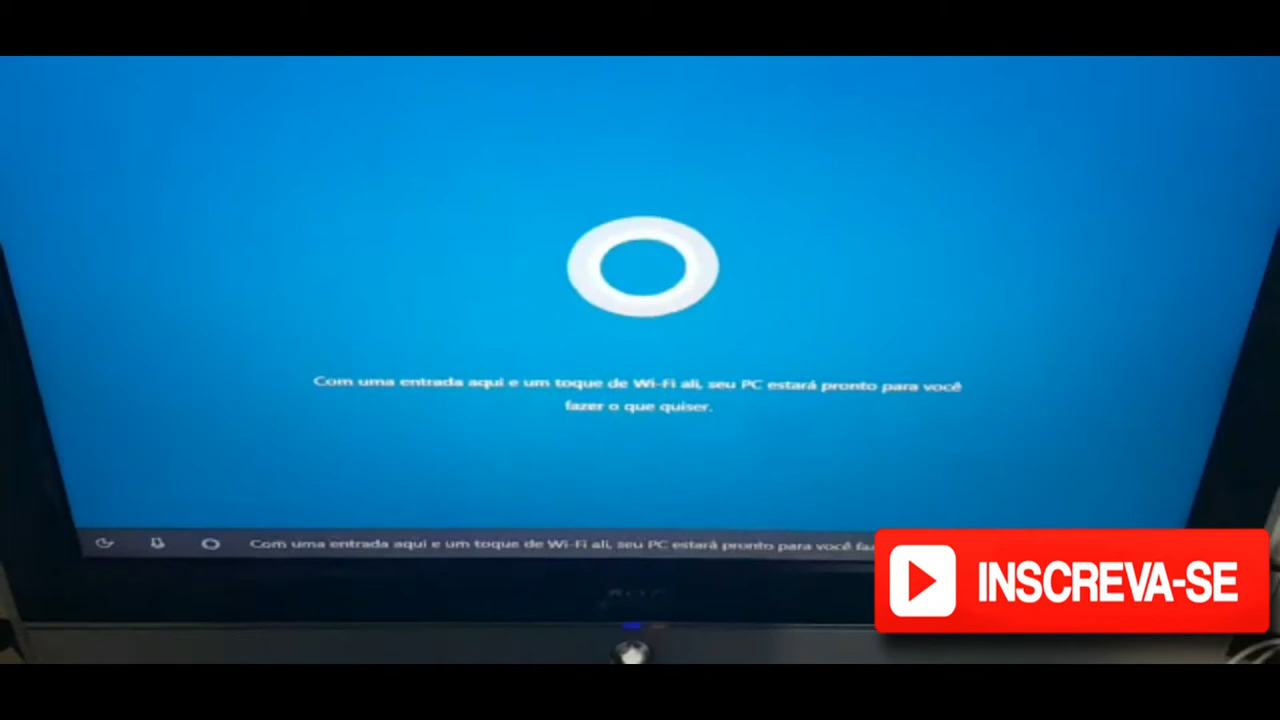 Com uma entrada aqui e um toque de Wi-Fi ali, seu PC estará pronto para você
fazer o que quiser.
Com uma entrada aqui e um toque de Wi-Fi ali, seu PC estará pronto para você
INSCREVA-SE